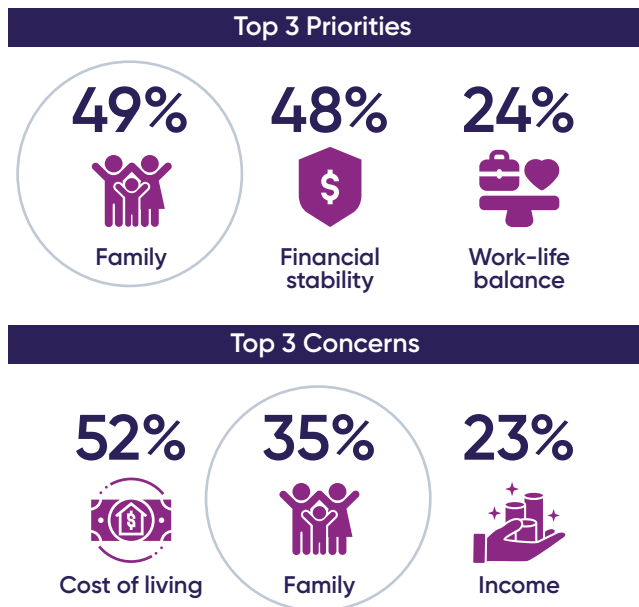 Top 3 Priorities
49% 48% 24%
$
Family Financial stability Work-life balance
Top 3 Concerns
52% 35% 23%
$
Cost of living Family Income